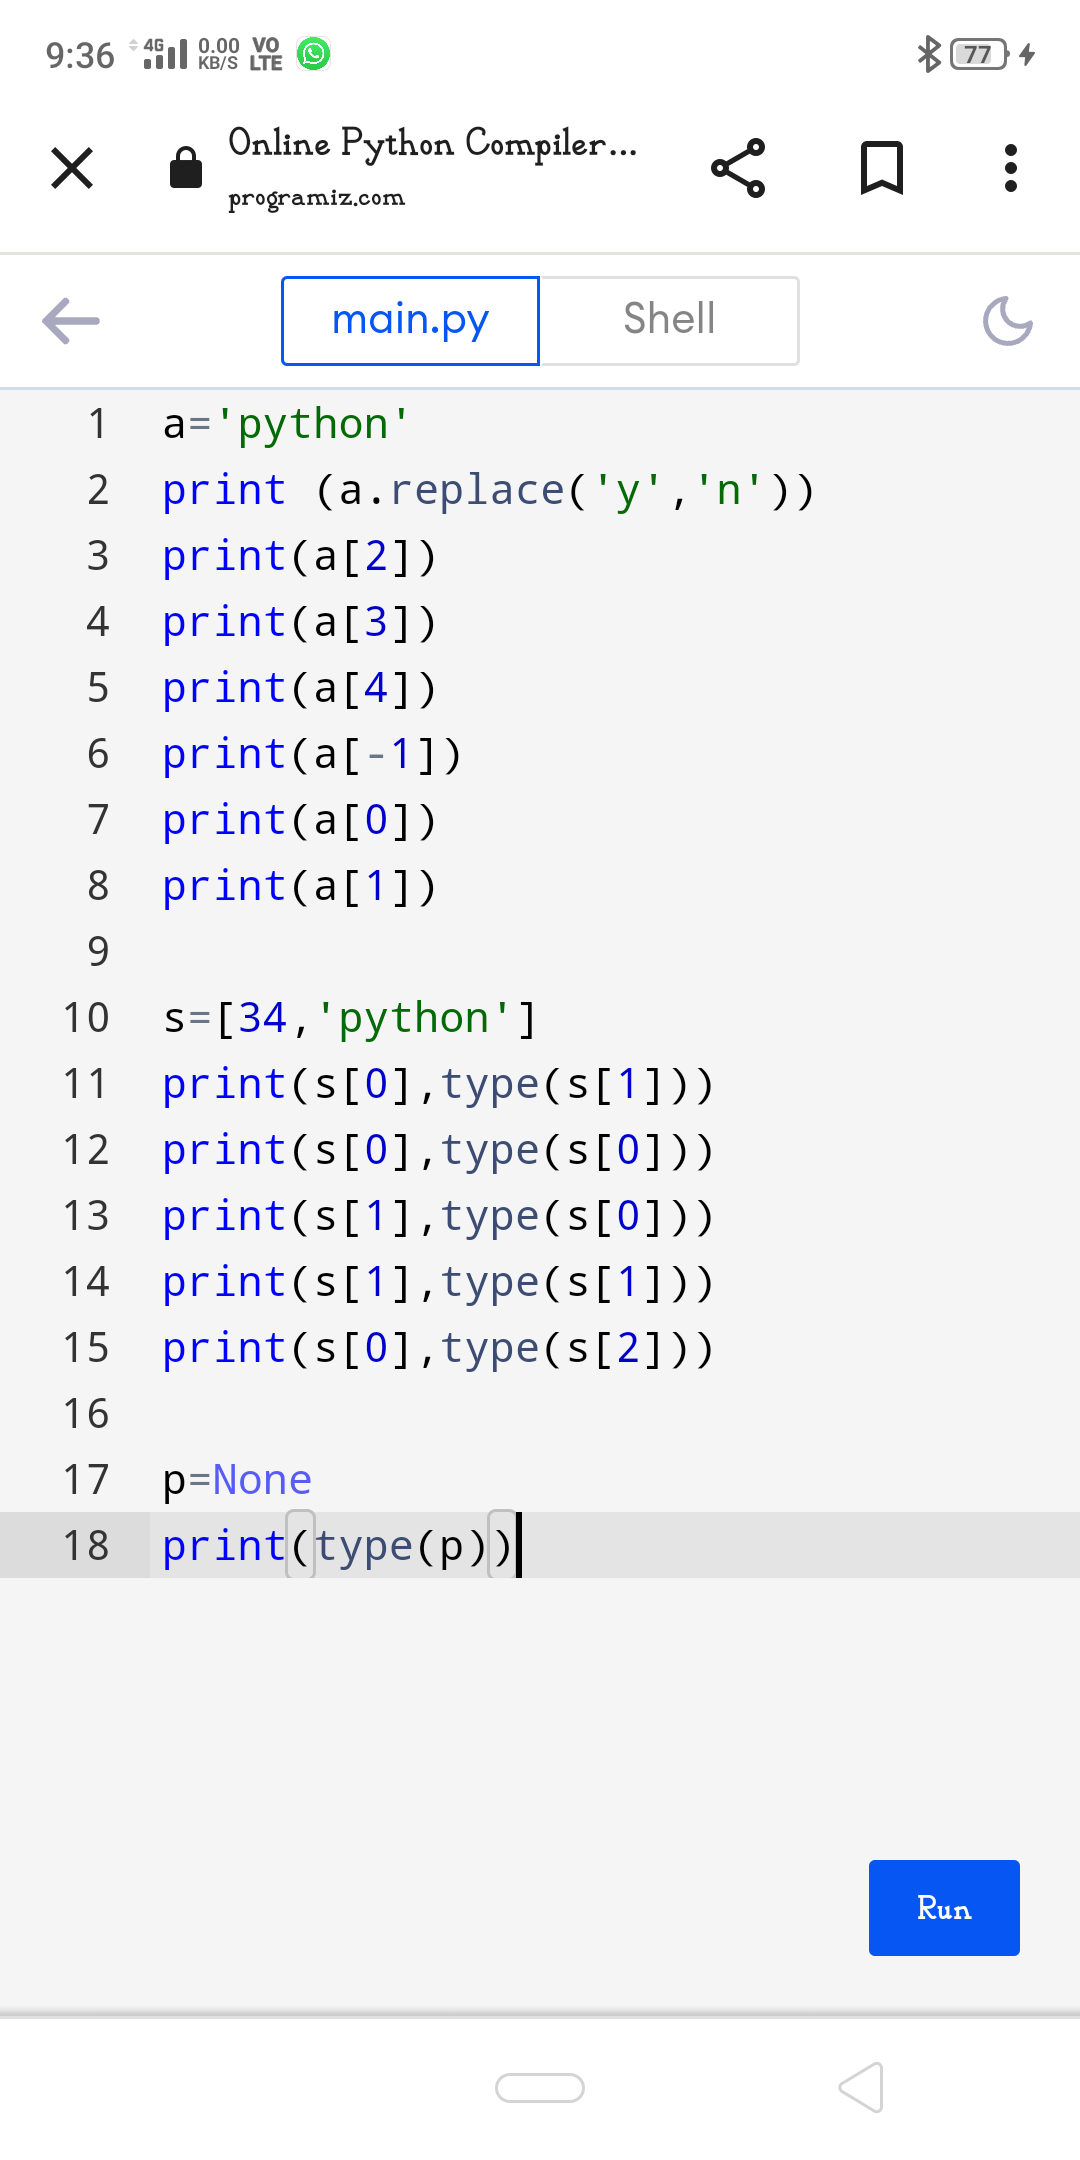 9:36 4G 0.00 KB/S VO LTE 77
Online Python Compiler...
programiz.com
main.py Shell
1 a='python'
2 print (a.replace('y','n'))
3 print(a[2])
4 print(a[3])
5 print(a[4])
6 print(a[-1])
7 print(a[0])
8 print(a[1])
9
10 s=[34,'python']
11 print(s[0],type(s[1]))
12 print(s[0],type(s[0]))
13 print(s[1],type(s[0]))
14 print(s[1],type(s[1]))
15 print(s[0],type(s[2]))
16
17 p=None
18 print(type(p))
Run